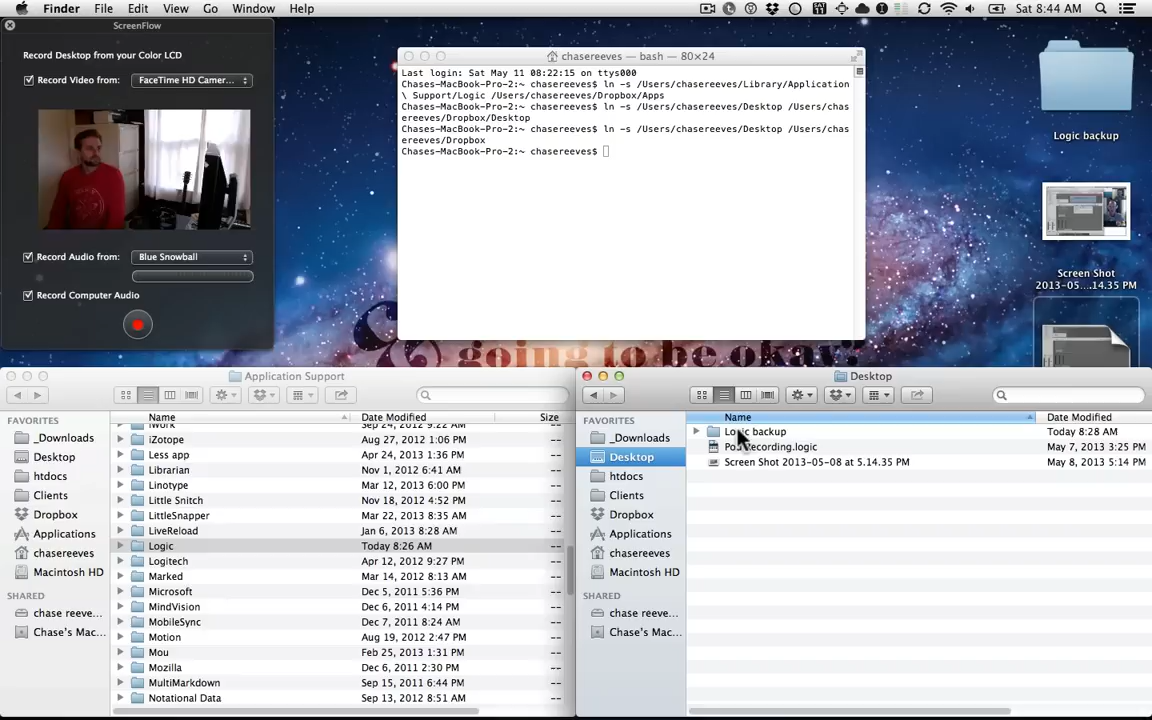 Finder File Edit View Go Window Help Sat 8:44 AM
ScreenFlow
Record Desktop from your Color LCD
Record Video from: FaceTime HD Camer...
Record Audio from: Blue Snowball
Record Computer Audio
chasereeves — bash — 80×24
Last login: Sat May 11 08:22:15 on ttys000
Chases-MacBook-Pro-2:~ chasereeves$ ln -s /Users/chasereeves/Library/Application
\ Support/Logic /Users/chasereeves/Dropbox/Apps
Chases-MacBook-Pro-2:~ chasereeves$ ln -s /Users/chasereeves/Desktop /Users/chas
ereeves/Dropbox/Desktop
Chases-MacBook-Pro-2:~ chasereeves$ ln -s /Users/chasereeves/Desktop /Users/chas
ereeves/Dropbox
Chases-MacBook-Pro-2:~ chasereeves$
Logic backup
Screen Shot
2013-05....14.35 PM
& going to be okay!
Application Support
FAVORITES
_Downloads
Desktop
htdocs
Clients
Dropbox
Applications
chasereeves
Macintosh HD
SHARED
chase reeve...
Chase's Mac...
Name Date Modified Size
iWork Sep 24, 2012 9:42 AM --
iZotope Aug 27, 2012 1:06 PM --
Less app Apr 24, 2013 1:36 PM --
Librarian Nov 1, 2012 6:41 AM --
Linotype Mar 12, 2013 6:00 PM --
Little Snitch Nov 18, 2012 4:52 PM --
LittleSnapper Mar 22, 2013 8:35 AM --
LiveReload Jan 6, 2013 8:28 AM --
Logic Today 8:26 AM --
Logitech Apr 12, 2012 9:27 PM --
Marked Mar 14, 2012 8:13 AM --
Microsoft Dec 5, 2011 5:36 PM --
MindVision Dec 6, 2011 4:14 PM --
MobileSync Dec 7, 2011 8:24 AM --
Motion Aug 19, 2012 2:47 PM --
Mou Feb 25, 2013 1:31 PM --
Mozilla Dec 6, 2011 2:30 PM --
MultiMarkdown Sep 15, 2011 6:44 PM --
Notational Data Sep 13, 2012 8:51 AM --
Desktop
FAVORITES
_Downloads
Desktop
htdocs
Clients
Dropbox
Applications
chasereeves
Macintosh HD
SHARED
chase reeve...
Chase's Mac...
Name Date Modified
backup Today 8:28 AM
May 7, 2013 3:25 PM
Screen Shot 2013-05-08 at 5.14.35 PM May 8, 2013 5:14 PM